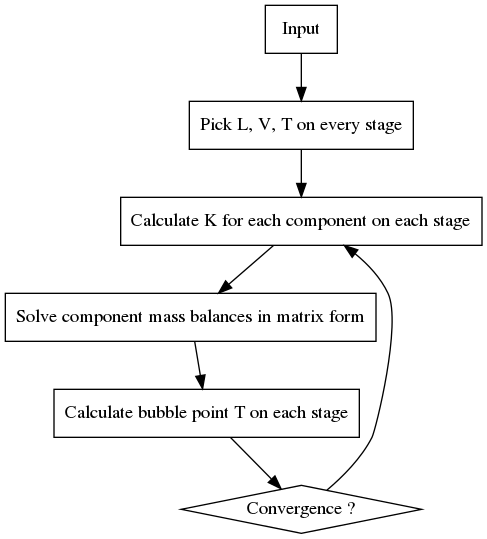 Input
Pick L, V, T on every stage
Calculate K for each component on each stage
Solve component mass balances in matrix form
Calculate bubble point T on each stage
Convergence ?